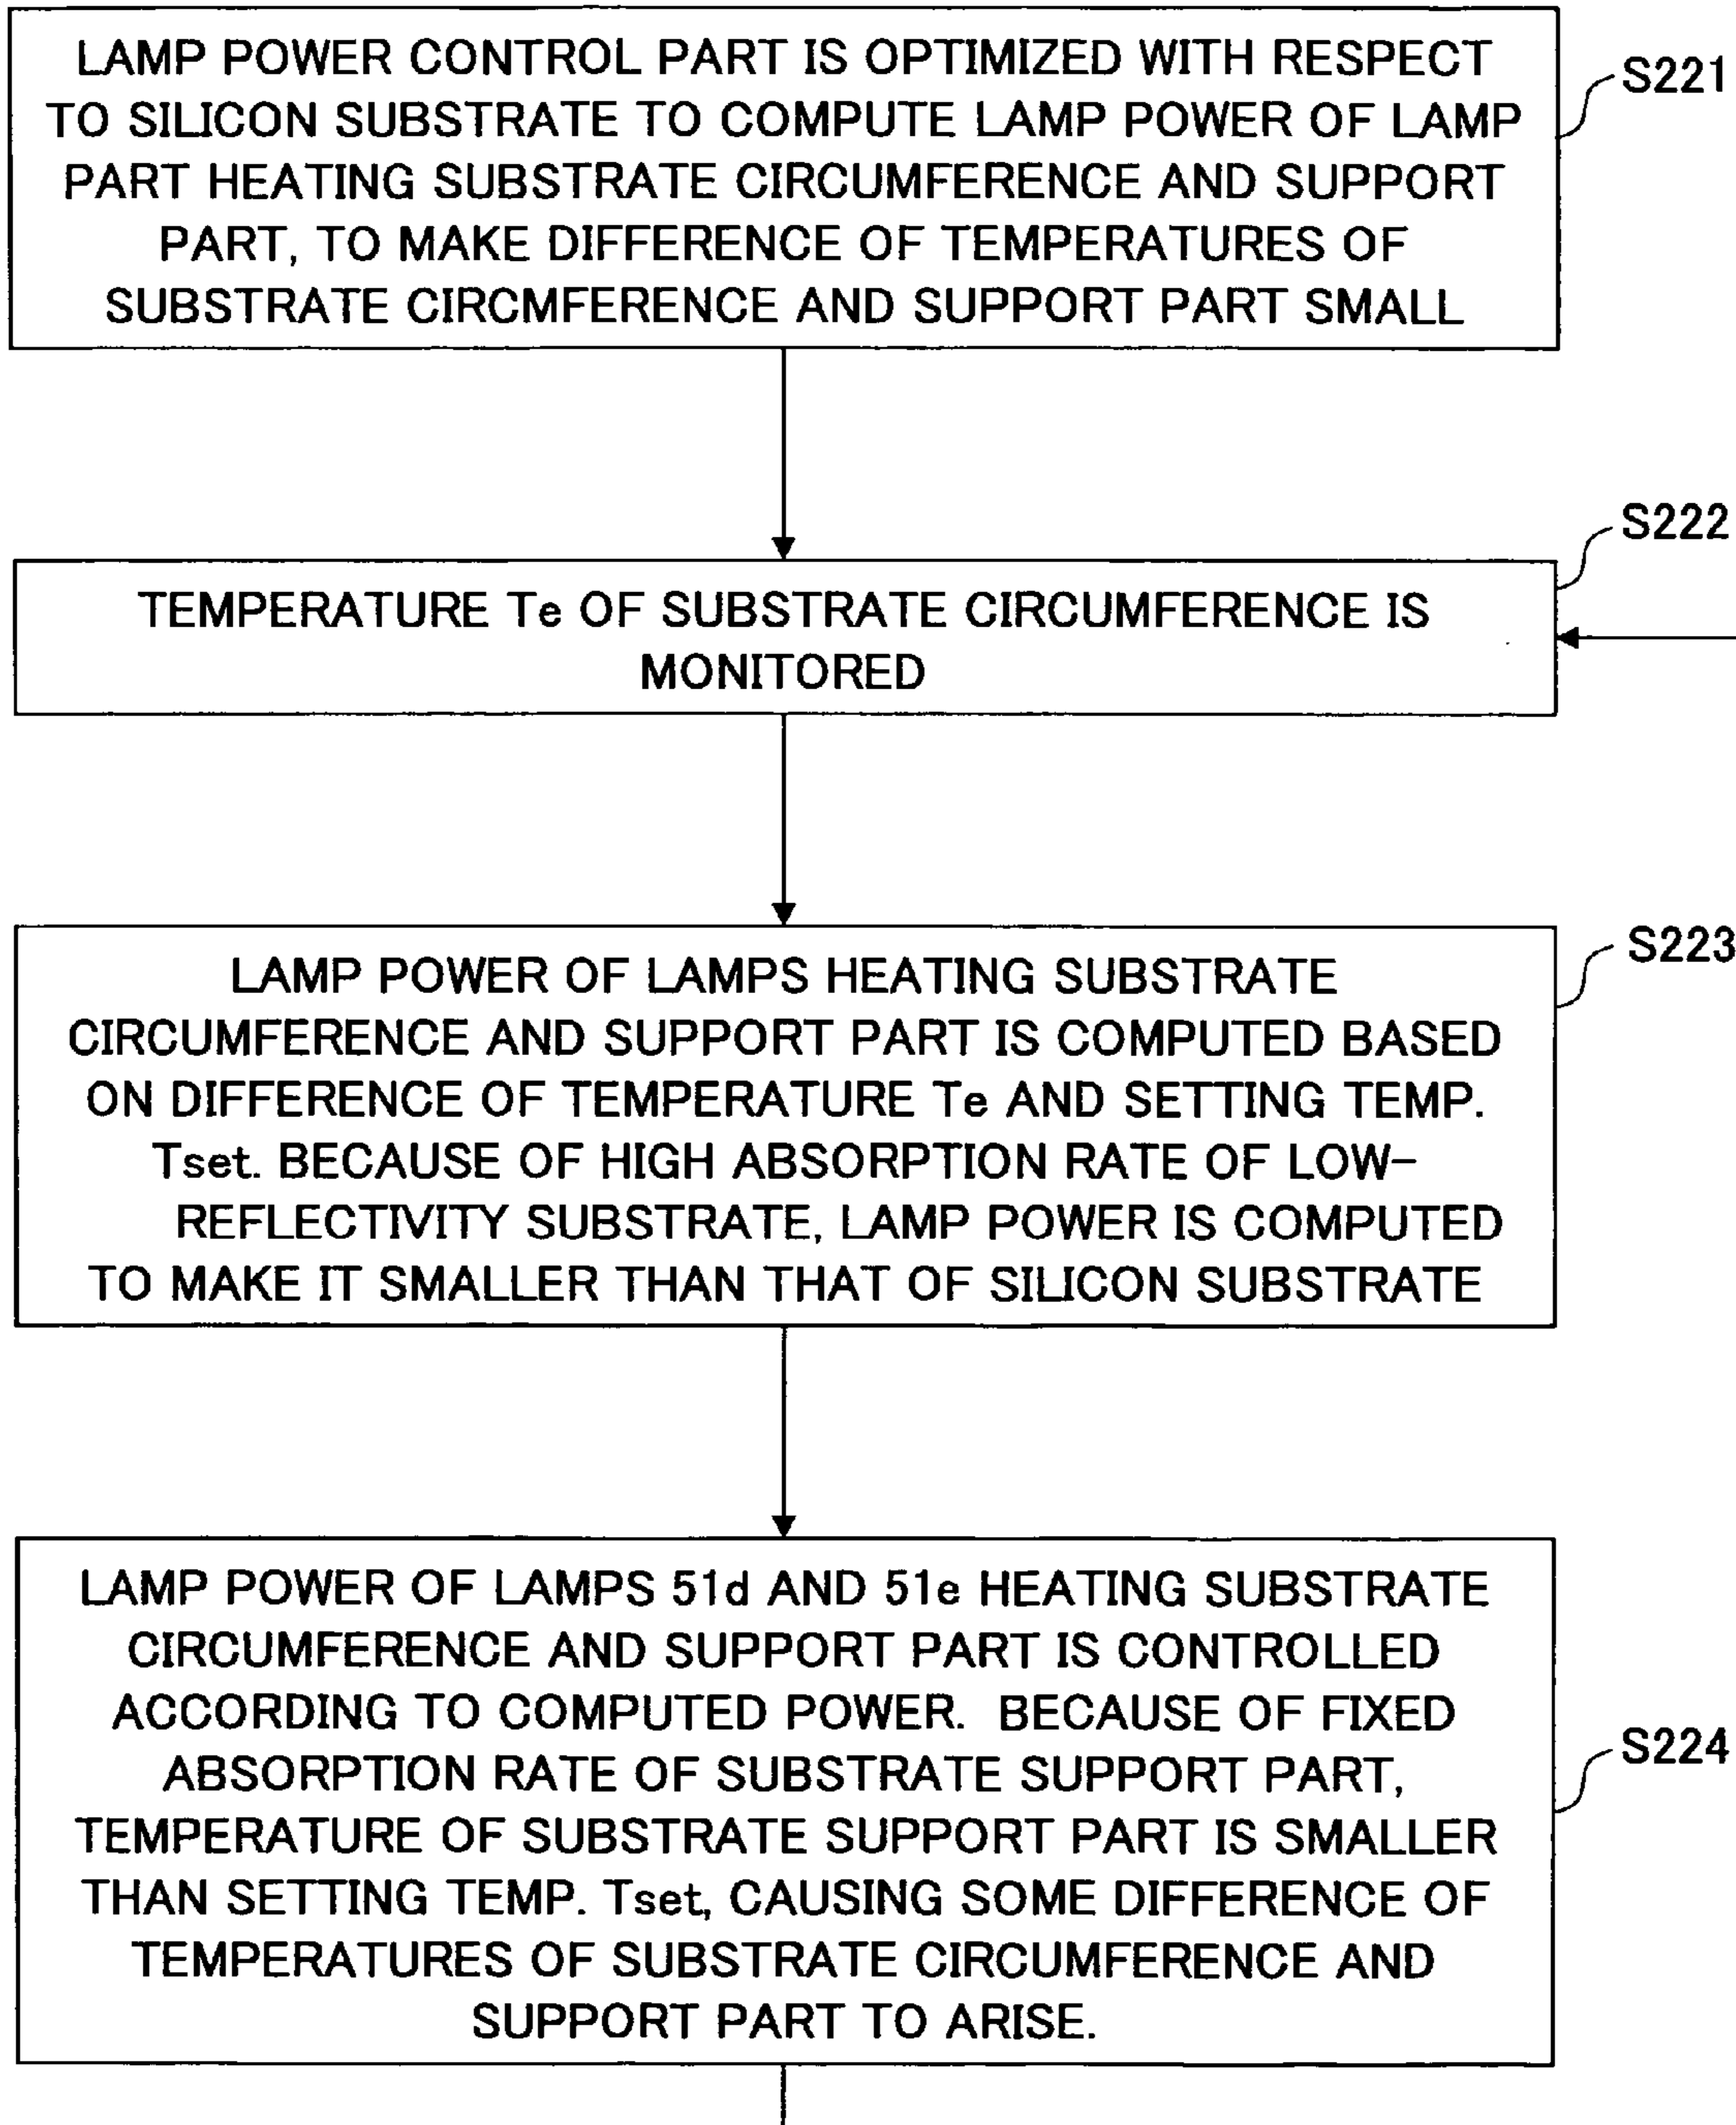 LAMP POWER CONTROL PART IS OPTIMIZED WITH RESPECT
TO SILICON SUBSTRATE TO COMPUTE LAMP POWER OF LAMP
PART HEATING SUBSTRATE CIRCUMFERENCE AND SUPPORT
PART, TO MAKE DIFFERENCE OF TEMPERATURES OF
SUBSTRATE CIRCMFERENCE AND SUPPORT PART SMALL
S221
S222
TEMPERATURE Te OF SUBSTRATE CIRCUMFERENCE IS
MONITORED
S223
LAMP POWER OF LAMPS HEATING SUBSTRATE
CIRCUMFERENCE AND SUPPORT PART IS COMPUTED BASED
ON DIFFERENCE OF TEMPERATURE Te AND SETTING TEMP.
Tset. BECAUSE OF HIGH ABSORPTION RATE OF LOW-
REFLECTIVITY SUBSTRATE, LAMP POWER IS COMPUTED
TO MAKE IT SMALLER THAN THAT OF SILICON SUBSTRATE
LAMP POWER OF LAMPS 51d AND 51e HEATING SUBSTRATE
CIRCUMFERENCE AND SUPPORT PART IS CONTROLLED
ACCORDING TO COMPUTED POWER. BECAUSE OF FIXED
ABSORPTION RATE OF SUBSTRATE SUPPORT PART,
TEMPERATURE OF SUBSTRATE SUPPORT PART IS SMALLER
THAN SETTING TEMP. Tset, CAUSING SOME DIFFERENCE OF
TEMPERATURES OF SUBSTRATE CIRCUMFERENCE AND
SUPPORT PART TO ARISE.
S224